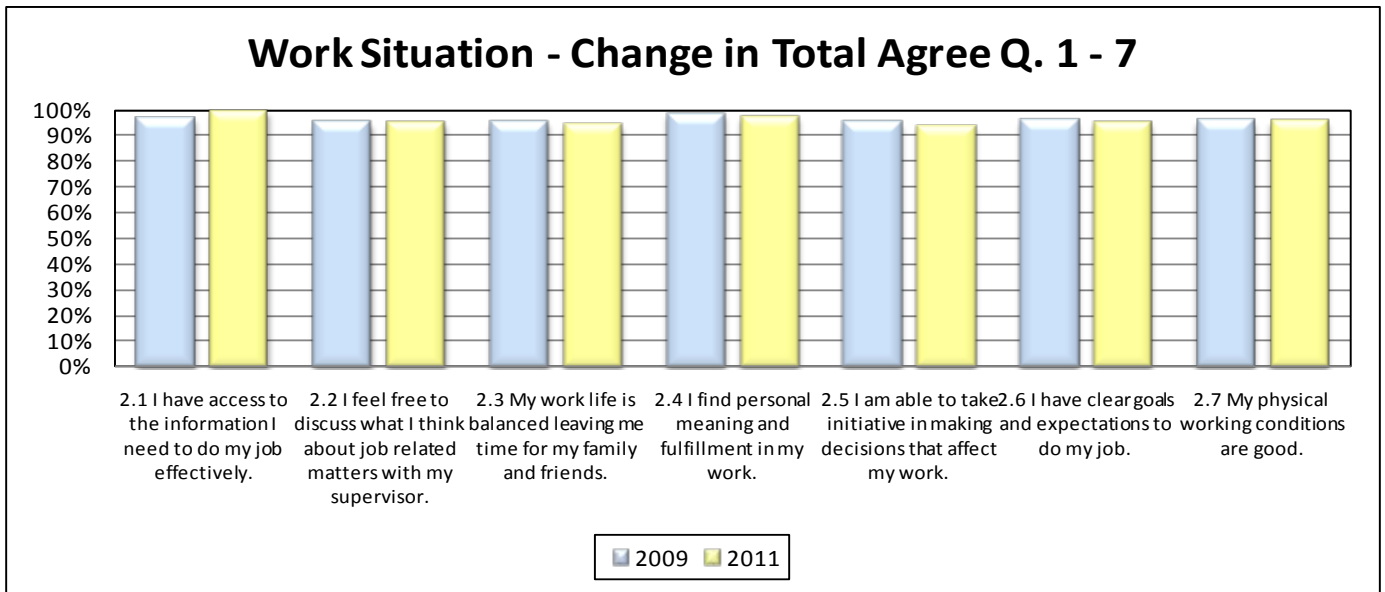 Work Situation - Change in Total Agree Q. 1 - 7
100%
90%
80%
70%
60%
50%
40%
30%
20%
10%
0%
2.1 I have access to
the information I
need to do my job
effectively.
2.2 I feel free to
discuss what I think
about job related
matters with my
supervisor.
2.3 My work life is
balanced leaving me
time for my family
and friends.
2.4 I find personal
meaning and
fulfillment in my
work.
2.5 I am able to take
initiative in making
decisions that affect
my work.
2.6 I have clear goals
and expectations to
do my job.
2.7 My physical
working conditions
are good.
2009 2011